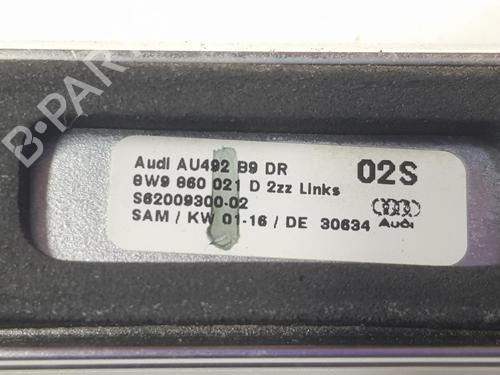 Audi AU492 B9 DR
8W9 860 021 D 2zz Links
S62009300-02
SAM / KW 01-16 / DE 30634
02S
Audi
B-PARTS